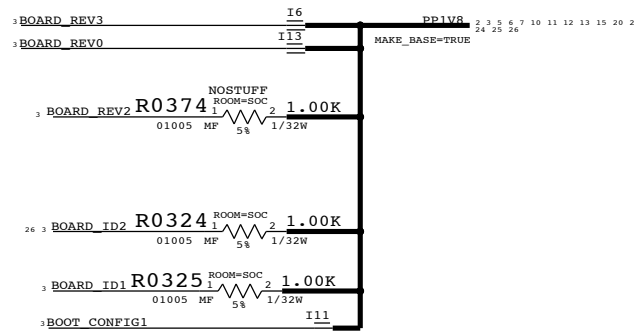 3 BOARD_REV3 I6 PP1V8 2 3 5 6 7 10 11 12 13 15 20 2
24 25 26
3 BOARD_REV0 I13 MAKE_BASE=TRUE
NOSTUFF
3 BOARD_REV2 R0374 1 ROOM=SOC 2 1.00K
01005 MF 5% 1/32W
26 3 BOARD_ID2 R0324 1 ROOM=SOC 2 1.00K
01005 MF 5% 1/32W
3 BOARD_ID1 R0325 1 ROOM=SOC 2 1.00K
01005 MF 5% 1/32W
3 BOOT_CONFIG1 I11